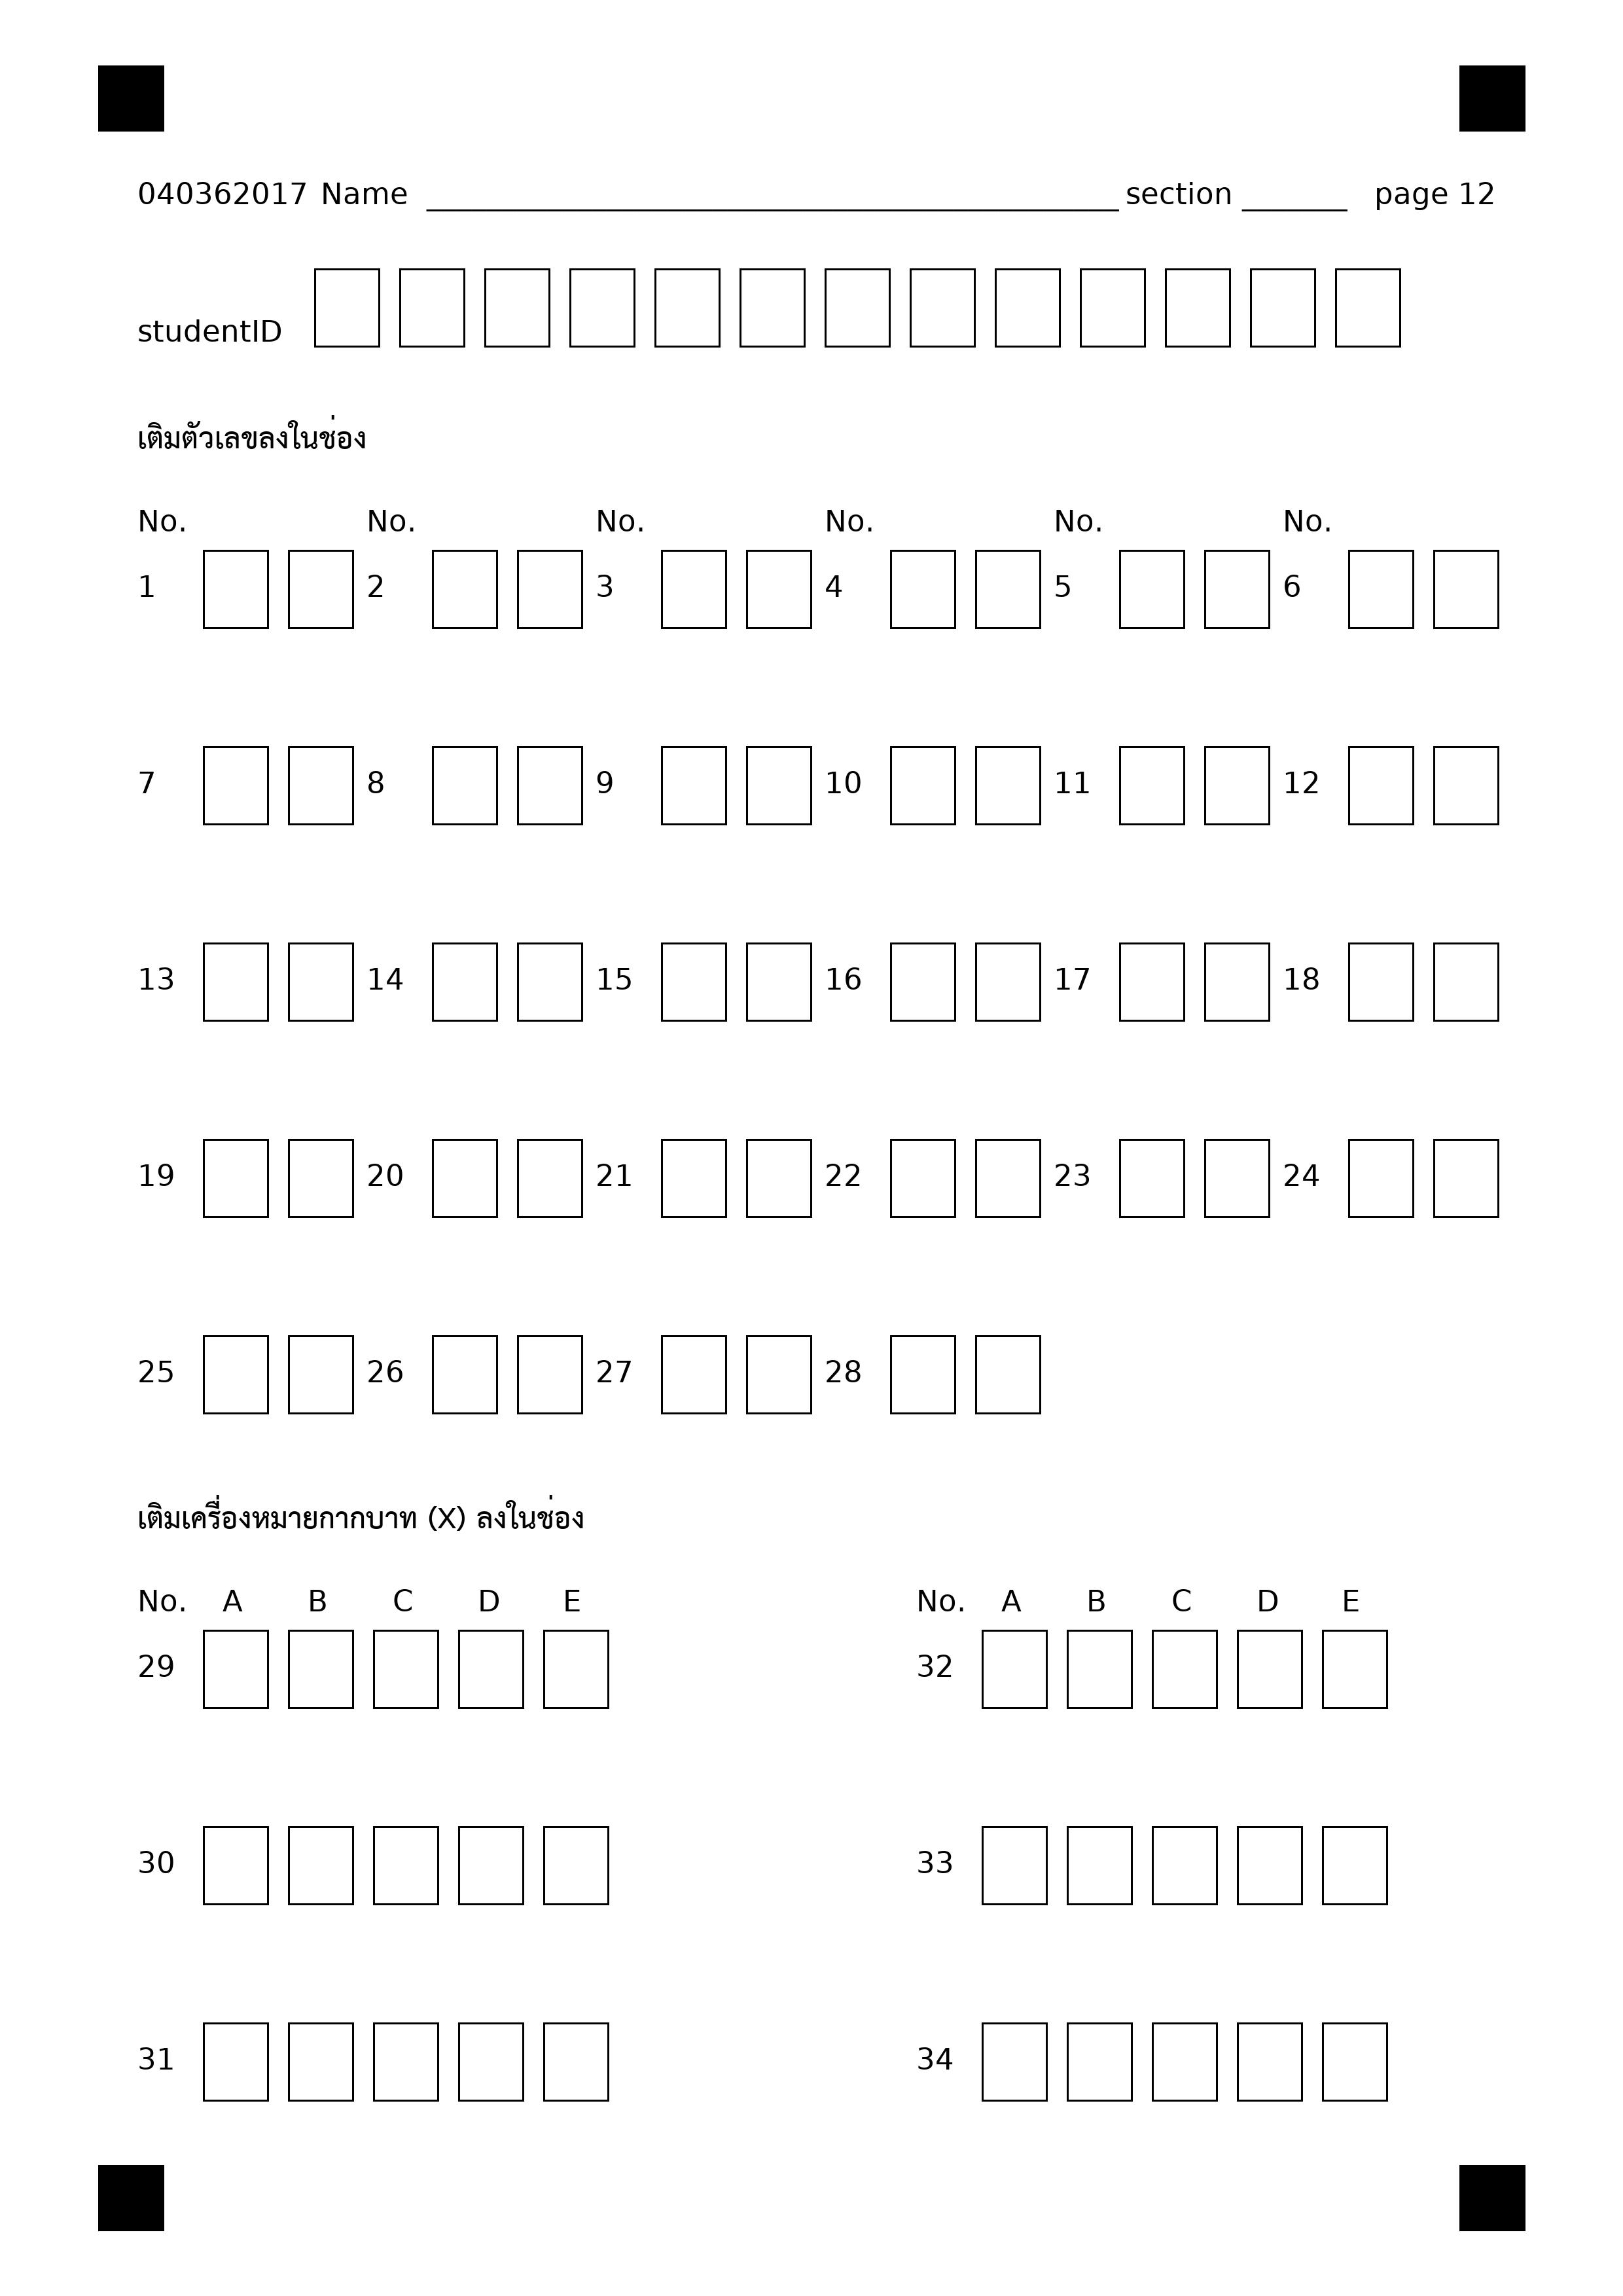 040362017 Name section page 12
studentID
เติมตัวเลขลงในช่อง
No. No. No. No. No. No.
1 2 3 4 5 6
7 8 9 10 11 12
13 14 15 16 17 18
19 20 21 22 23 24
25 26 27 28
เติมเครื่องหมายกากบาท (X) ลงในช่อง
No. A B C D E No. A B C D E
29 32
30 33
31 34